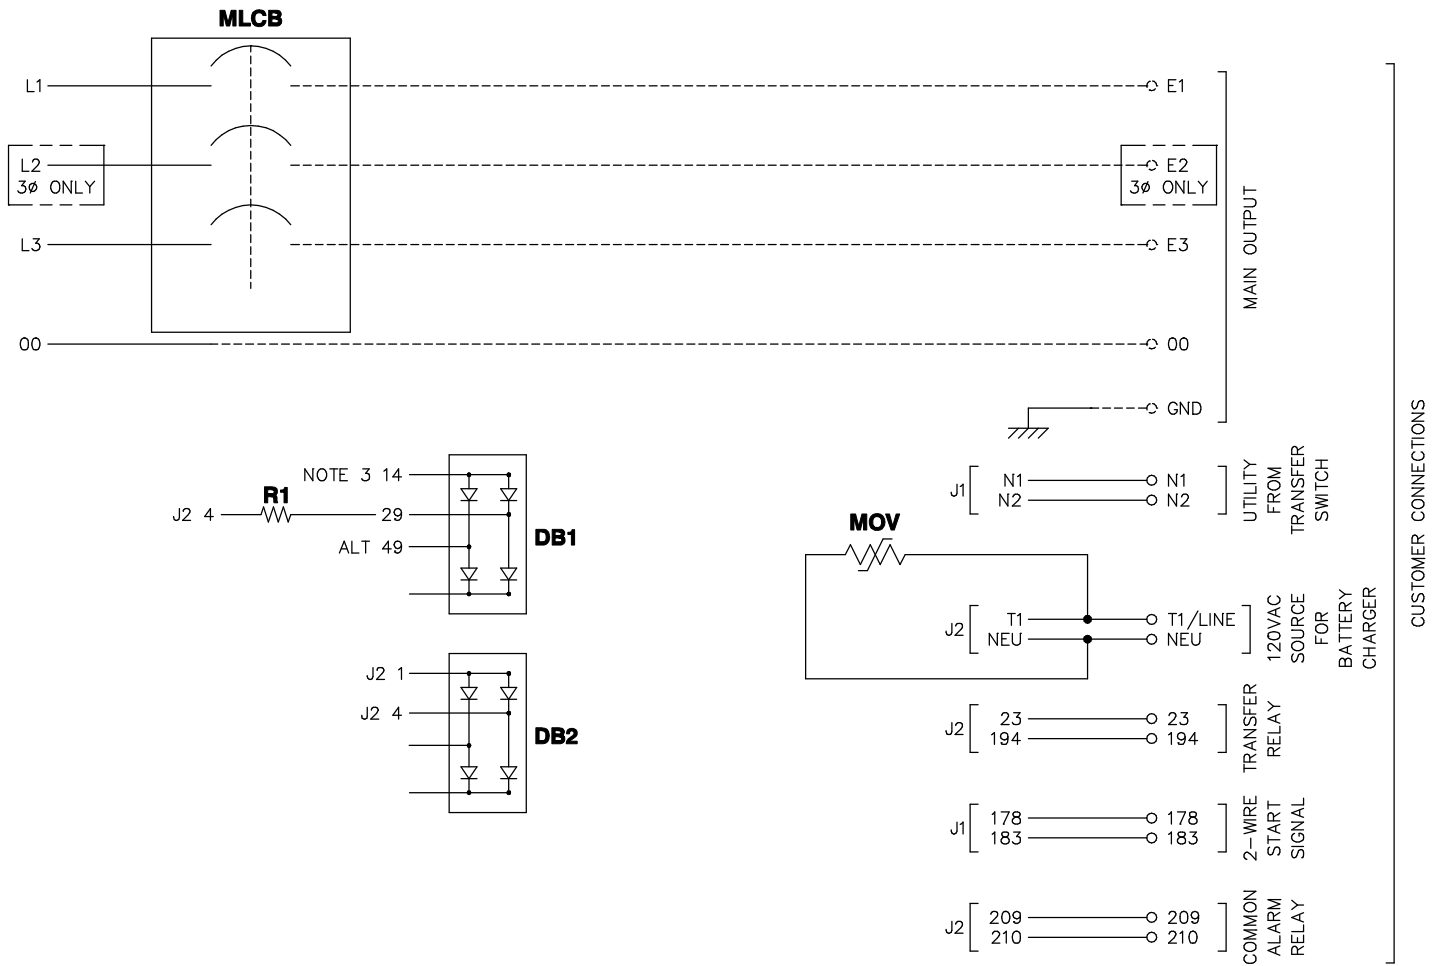 MLCB
L1
E1
L2
3ø ONLY
E2
3ø ONLY
L3
E3
00
00
GND
MAIN OUTPUT
NOTE 3 14
R1
J2 4
29
ALT 49
DB1
J2 1
J2 4
DB2
J1
N1
N2
N1
N2
UTILITY
FROM
TRANSFER
SWITCH
MOV
J2
T1
NEU
T1/LINE
NEU
120VAC
SOURCE
FOR
BATTERY
CHARGER
J2
23
194
23
194
TRANSFER
RELAY
J1
178
183
178
183
2-WIRE
START
SIGNAL
J2
209
210
209
210
COMMON
ALARM
RELAY
CUSTOMER CONNECTIONS